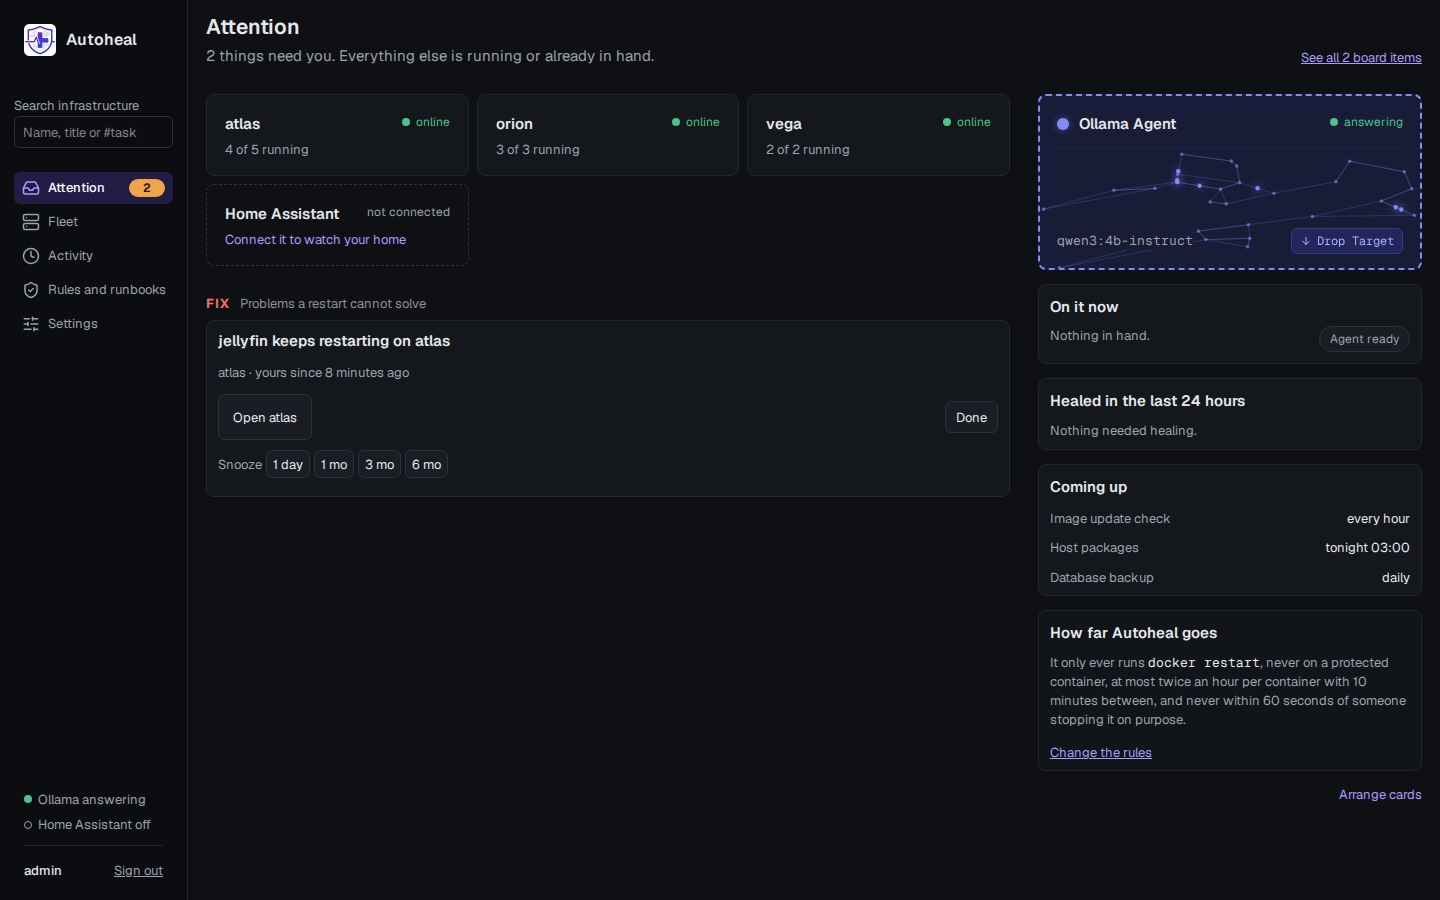 Autoheal
Search infrastructure
Name, title or #task
Attention 2
Fleet
Activity
Rules and runbooks
Settings
Ollama answering
Home Assistant off
admin Sign out
Attention
2 things need you. Everything else is running or already in hand.
See all 2 board items
atlas online
4 of 5 running
orion online
3 of 3 running
vega online
2 of 2 running
Home Assistant not connected
Connect it to watch your home
FIX Problems a restart cannot solve
jellyfin keeps restarting on atlas
atlas · yours since 8 minutes ago
Open atlas
Done
Snooze 1 day 1 mo 3 mo 6 mo
Ollama Agent answering
qwen3:4b-instruct ↓ Drop Target
On it now
Nothing in hand. Agent ready
Healed in the last 24 hours
Nothing needed healing.
Coming up
Image update check every hour
Host packages tonight 03:00
Database backup daily
How far Autoheal goes
It only ever runs docker restart, never on a protected
container, at most twice an hour per container with 10
minutes between, and never within 60 seconds of someone
stopping it on purpose.
Change the rules
Arrange cards